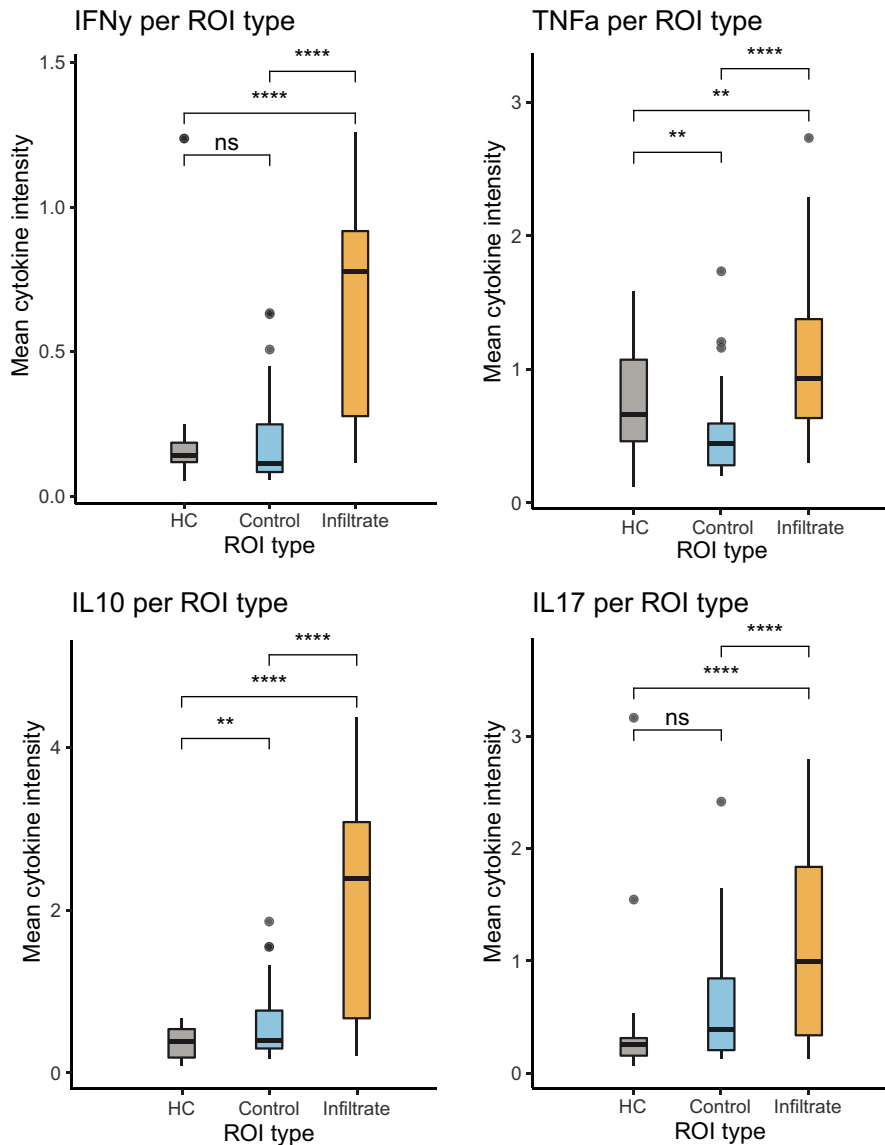 IFNy per ROI type
Mean cytokine intensity
1.5
1.0
0.5
0.0
****
****
ns
HC Control Infiltrate
ROI type
TNFa per ROI type
Mean cytokine intensity
3
2
1
0
****
**
**
HC Control Infiltrate
ROI type
IL10 per ROI type
Mean cytokine intensity
4
2
0
****
****
**
HC Control Infiltrate
ROI type
IL17 per ROI type
Mean cytokine intensity
3
2
1
0
****
****
ns
HC Control Infiltrate
ROI type